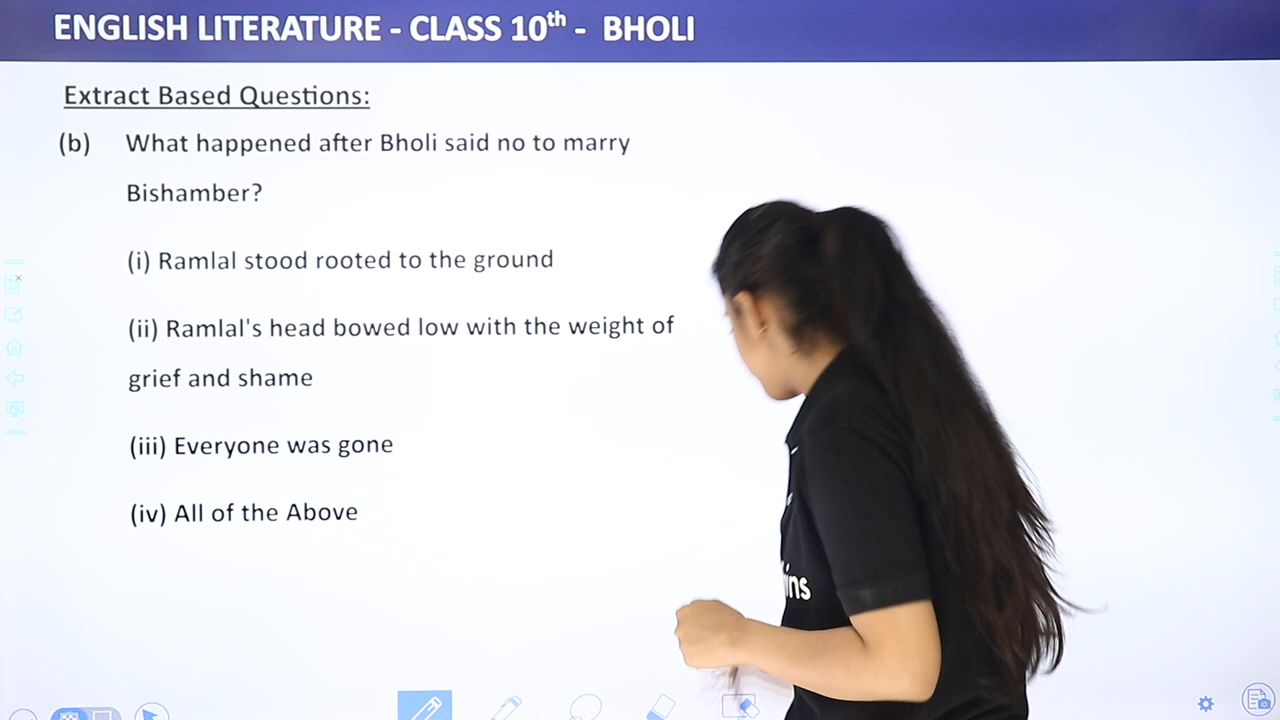 ENGLISH LITERATURE - CLASS 10th - BHOLI
Extract Based Questions:
(b) What happened after Bholi said no to marry
Bishamber?
(i) Ramlal stood rooted to the ground
(ii) Ramlal's head bowed low with the weight of
grief and shame
(iii) Everyone was gone
(iv) All of the Above